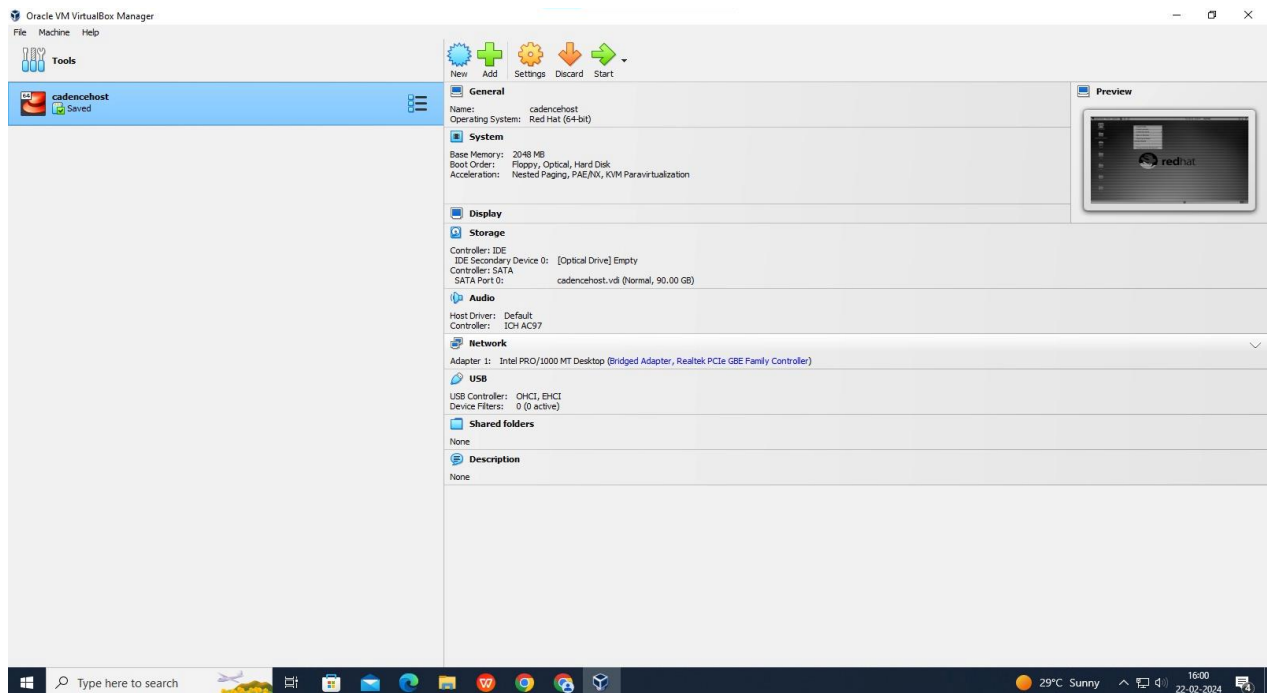 Oracle VM VirtualBox Manager
File Machine Help
Tools
New Add Settings Discard Start
64
cadencehost
Saved
General
Name: cadencehost
Operating System: Red Hat (64-bit)
Preview
redhat
System
Base Memory: 2048 MB
Boot Order: Floppy, Optical, Hard Disk
Acceleration: Nested Paging, PAE/NX, KVM Paravirtualization
Display
Storage
Controller: IDE
IDE Secondary Device 0: [Optical Drive] Empty
Controller: SATA
SATA Port 0: cadencehost.vdi (Normal, 90.00 GB)
Audio
Host Driver: Default
Controller: ICH AC97
Network
Adapter 1: Intel PRO/1000 MT Desktop (Bridged Adapter, Realtek PCIe GBE Family Controller)
USB
USB Controller: OHCI, EHCI
Device Filters: 0 (0 active)
Shared folders
None
Description
None
Type here to search
29°C Sunny
16:00
22-02-2024
4